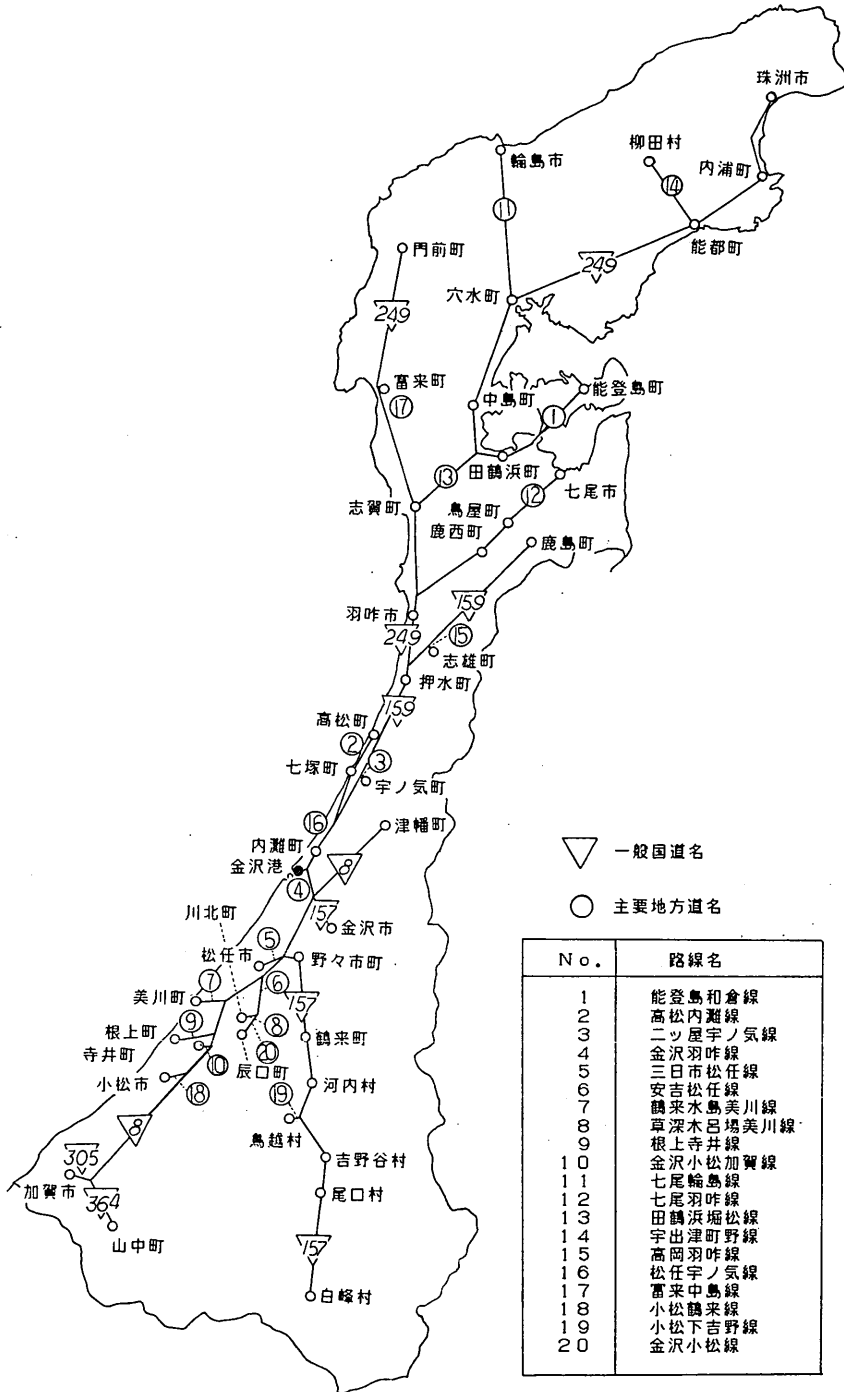 珠洲市
柳田村
輪島市
内浦町
14
11
能都町
門前町
249
穴水町
249
富来町
17
中島町
能登島町
1
田鶴浜町
13
七尾市
12
志賀町
鳥屋町
鹿西町
鹿島町
159
羽咋市
249
15
志雄町
押水町
159
高松町
2
3
七塚町
宇ノ気町
16
津幡町
内灘町
金沢港
8
4
川北町
157
金沢市
松任市
5
野々市町
7
6
美川町
157
9
根上町
8
鶴来町
寺井町
10
20
辰口町
小松市
18
19
河内村
鳥越村
8
吉野谷村
305
加賀市
尾口村
364
山中町
157
白峰村
一般国道名
主要地方道名
No. 路線名
1 能登島和倉線
2 高松内灘線
3 二ッ屋宇ノ気線
4 金沢羽咋線
5 三日市松任線
6 安吉松任線
7 鶴来水島美川線
8 草深木呂場美川線
9 根上寺井線
10 金沢小松加賀線
11 七尾輪島線
12 七尾羽咋線
13 田鶴浜堀松線
14 宇出津町野線
15 高岡羽咋線
16 松任宇ノ気線
17 富来中島線
18 小松鶴来線
19 小松下吉野線
20 金沢小松線